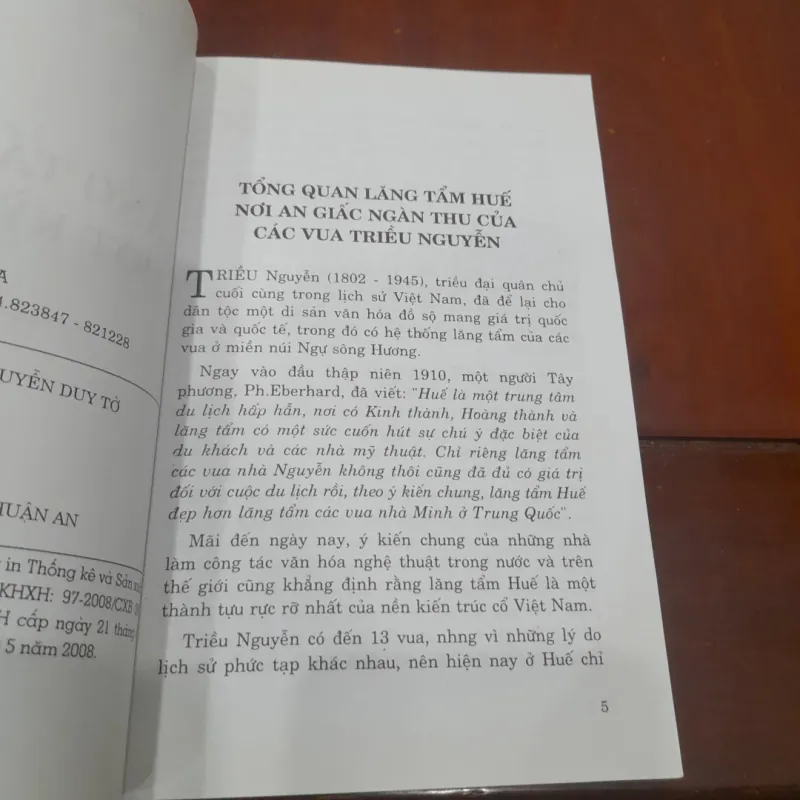 A
4.823847 - 821228
UYỄN DUY TỜ
HUẬN AN
in Thống kê và Sản
KHXH: 97-2008/CXB
H cấp ngày 21 tháng
5 năm 2008.
TỔNG QUAN LĂNG TẨM HUẾ
NƠI AN GIẤC NGÀN THU CỦA
CÁC VUA TRIỀU NGUYỄN
TRIỀU Nguyễn (1802 - 1945), triều đại quân chủ
cuối cùng trong lịch sử Việt Nam, đã để lại cho
dân tộc một di sản văn hóa đồ sộ mang giá trị quốc
gia và quốc tế, trong đó có hệ thống lăng tẩm của các
vua ở miền núi Ngự sông Hương.
Ngay vào đầu thập niên 1910, một người Tây
phương, Ph.Eberhard, đã viết: "Huế là một trung tâm
du lịch hấp hẫn, nơi có Kinh thành, Hoàng thành và
lăng tẩm có một sức cuốn hút sự chú ý đặc biệt của
du khách và các nhà mỹ thuật. Chỉ riêng lăng tẩm
các vua nhà Nguyễn không thôi cũng đã đủ có giá trị
đối với cuộc du lịch rồi, theo ý kiến chung, lăng tẩm Huế
đẹp hơn lăng tẩm các vua nhà Minh ở Trung Quốc".
Mãi đến ngày nay, ý kiến chung của những nhà
làm công tác văn hóa nghệ thuật trong nước và trên
thế giới cũng khẳng định rằng lăng tẩm Huế là một
thành tựu rực rỡ nhất của nền kiến trúc cổ Việt Nam.
Triều Nguyễn có đến 13 vua, nhng vì những lý do
lịch sử phức tạp khác nhau, nên hiện nay ở Huế chỉ
5